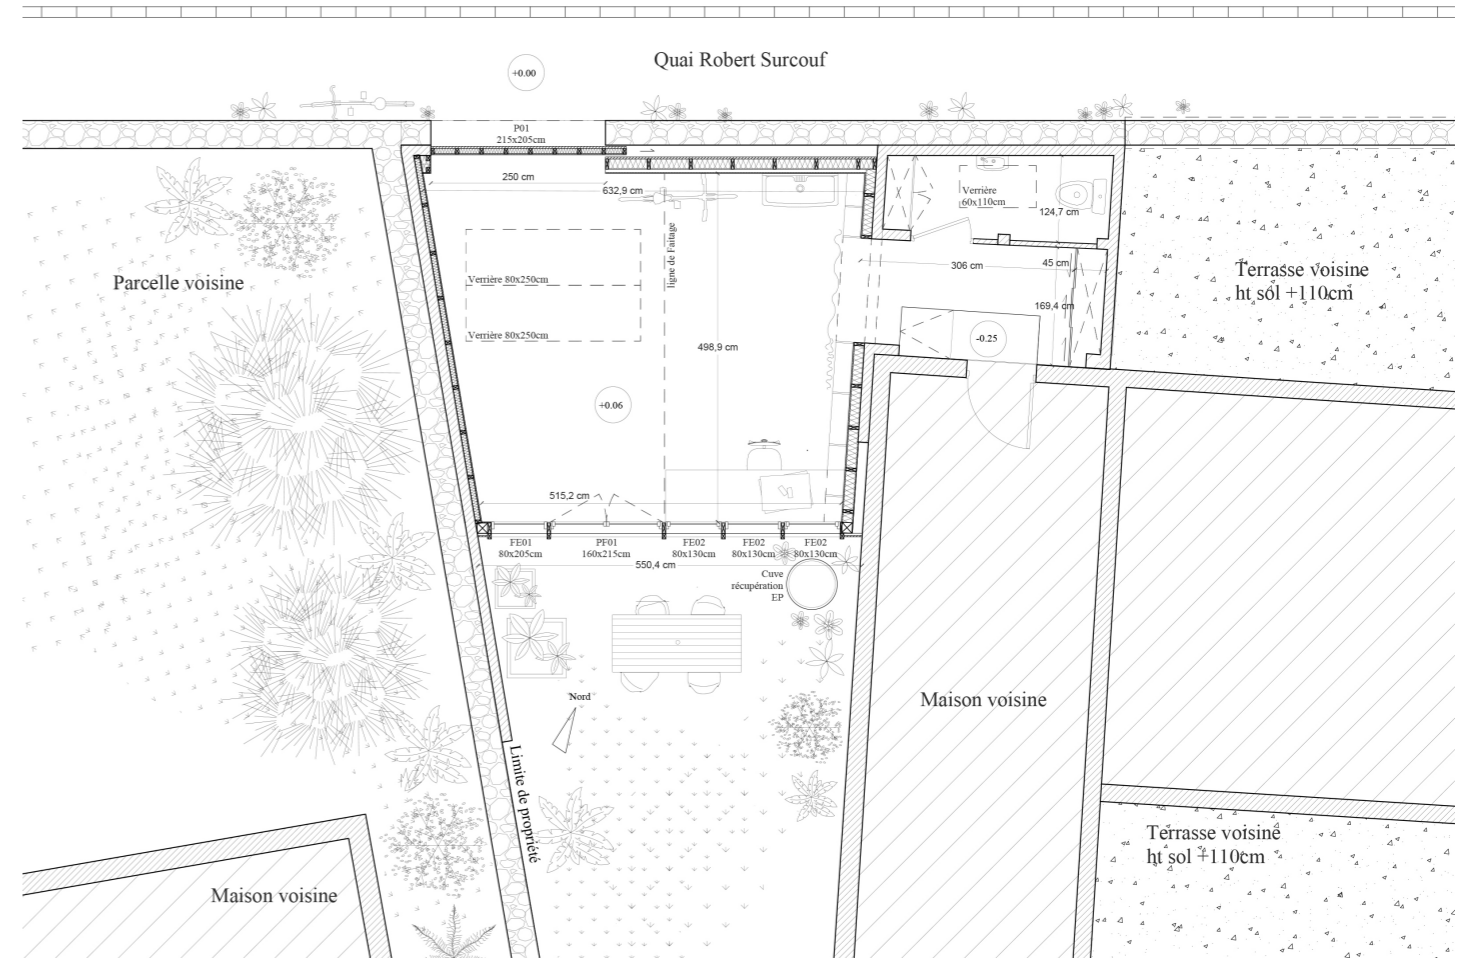 Quai Robert Surcouf
+0.00
P01
215x205cm
250 cm
632,9 cm
Verrière
60x110cm
124,7 cm
ligne de Faitage
Parcelle voisine
Verrière 80x250cm
306 cm
45 cm
Terrasse voisine
ht sol +110cm
169,4 cm
Verrière 80x250cm
498,9 cm
-0.25
+0.06
515,2 cm
FE01
80x205cm
PF01
160x215cm
FE02
80x130cm
FE02
80x130cm
FE02
80x130cm
550,4 cm
Cuve
récupération
EP
Nord
Maison voisine
Limite de propriété
Terrasse voisine
ht sol +110cm
Maison voisine